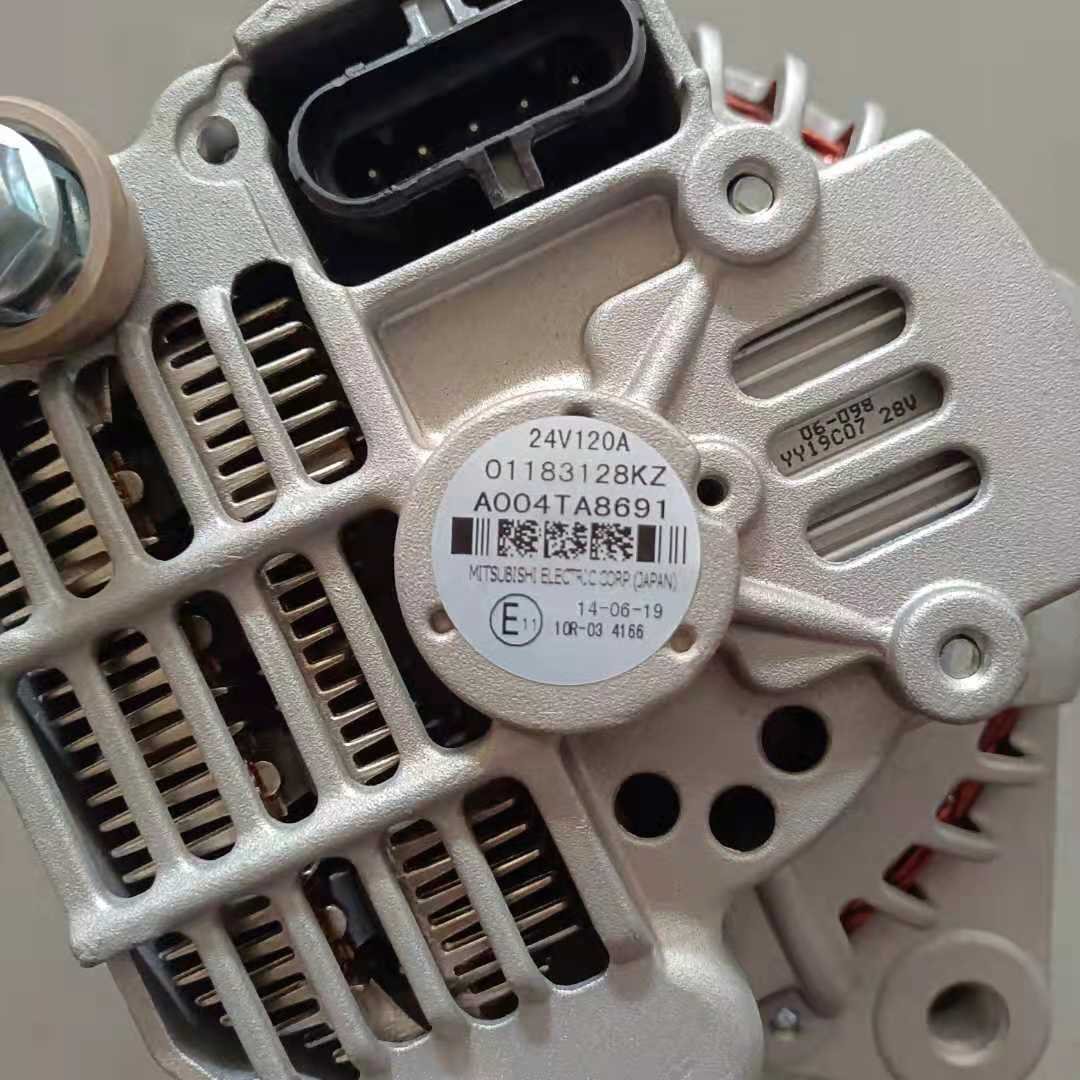 24V120A
01183128KZ
A004TA8691
MITSUBISHI ELECTRIC CORP.(JAPAN)
E11
14-06-19
10R-03 4166
06-098
YY19C07 28V